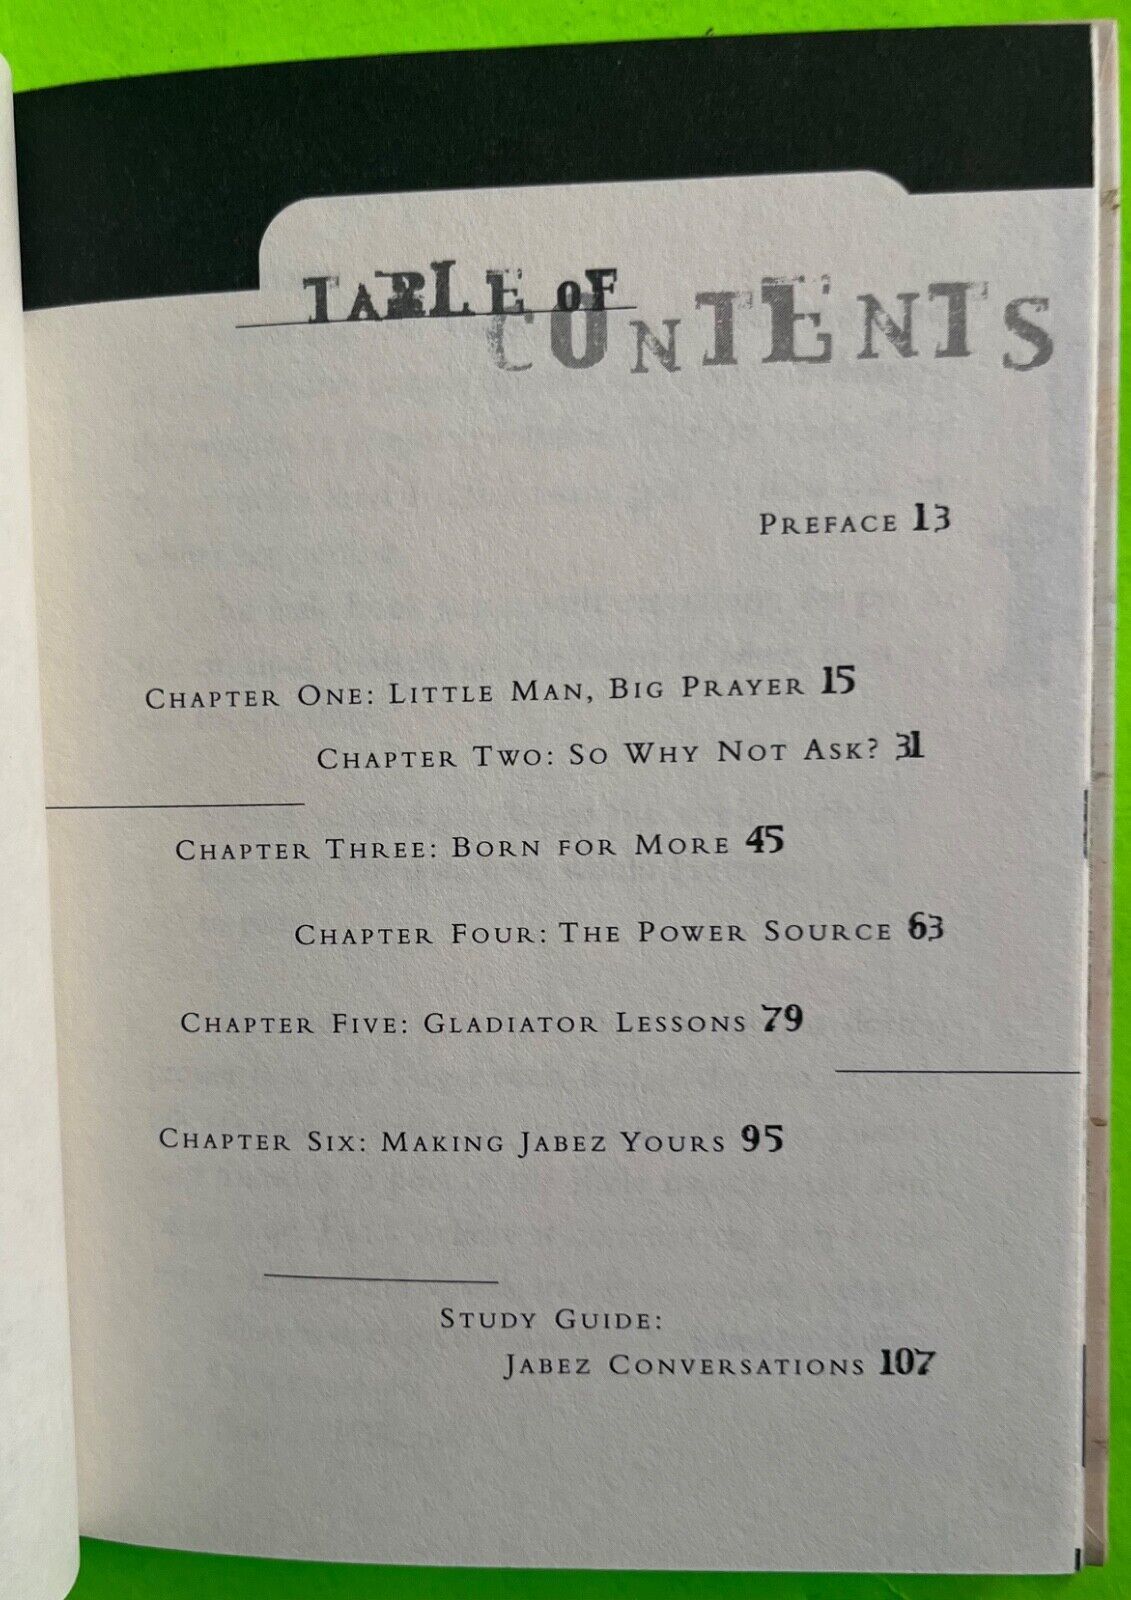 TABLE OF
CONTENTS
PREFACE 13
CHAPTER ONE: LITTLE MAN, BIG PRAYER 15
CHAPTER TWO: SO WHY NOT ASK? 31
CHAPTER THREE: BORN FOR MORE 45
CHAPTER FOUR: THE POWER SOURCE 63
CHAPTER FIVE: GLADIATOR LESSONS 79
CHAPTER SIX: MAKING JABEZ YOURS 95
STUDY GUIDE:
JABEZ CONVERSATIONS 107